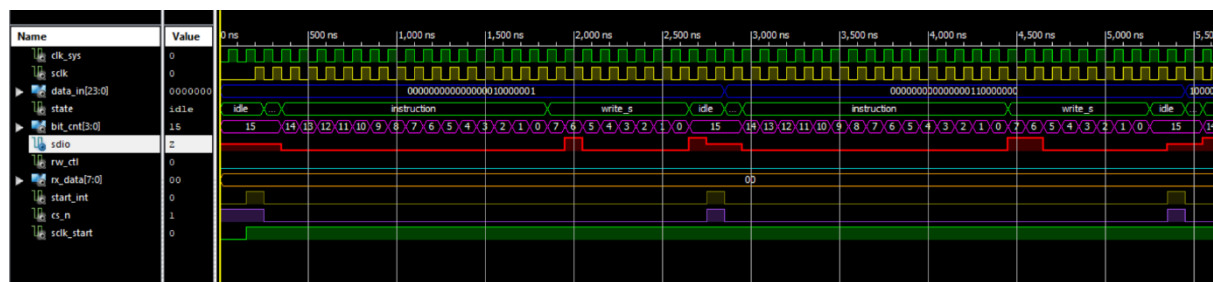 Name Value 0 ns 500 ns 1,000 ns 1,500 ns 2,000 ns 2,500 ns 3,000 ns 3,500 ns 4,000 ns 4,500 ns 5,000 ns 5,50
clk_sys 0
sclk 0
data_in[23:0] 0000000 10000
state idle idle ... instruction write_s idle ... instruction write_s idle ...
bit_cnt[3:0] 15 15 14 13 12 11 10 9 8 7 6 5 4 3 2 1 0 7 6 5 4 3 2 1 0 15 14 13 12 11 10 9 8 7 6 5 4 3 2 1 0 7 6 5 4 3 2 1 0 15 14
sdio z
rw_ctl 0
rx_data[7:0] 00 00
start_int 0
cs_n 1
sclk_start 0